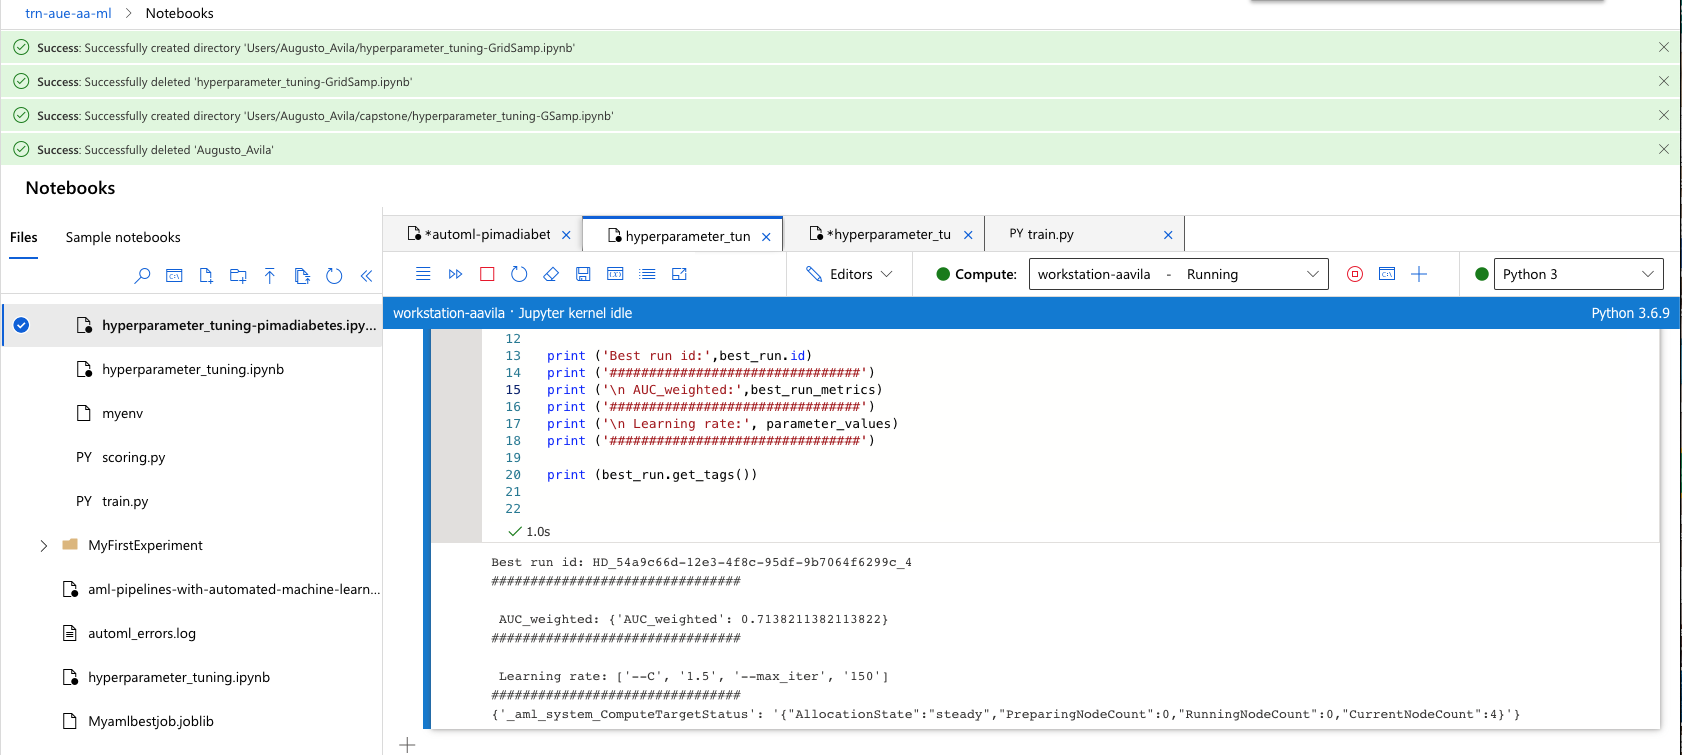 trn-aue-aa-ml > Notebooks
Success: Successfully created directory 'Users/Augusto_Avila/hyperparameter_tuning-GridSamp.ipynb'
Success: Successfully deleted 'hyperparameter_tuning-GridSamp.ipynb'
Success: Successfully created directory 'Users/Augusto_Avila/capstone/hyperparameter_tuning-GSamp.ipynb'
Success: Successfully deleted 'Augusto_Avila'
Notebooks
Files Sample notebooks
hyperparameter_tuning-pimadiabetes.ipy...
hyperparameter_tuning.ipynb
myenv
PY scoring.py
PY train.py
MyFirstExperiment
aml-pipelines-with-automated-machine-learn...
automl_errors.log
hyperparameter_tuning.ipynb
Myamlbestjob.joblib
*automl-pimadiabet hyperparameter_tun *hyperparameter_tu PY train.py
Editors Compute: workstation-aavila - Running Python 3
workstation-aavila · Jupyter kernel idle Python 3.6.9
12
13 print ('Best run id:',best_run.id)
14 print ('################################')
15 print ('\n AUC_weighted:',best_run_metrics)
16 print ('################################')
17 print ('\n Learning rate:', parameter_values)
18 print ('################################')
19
20 print (best_run.get_tags())
21
22
1.0s
Best run id: HD_54a9c66d-12e3-4f8c-95df-9b7064f6299c_4
################################
AUC_weighted: {'AUC_weighted': 0.7138211382113822}
################################
Learning rate: ['--C', '1.5', '--max_iter', '150']
################################
{'_aml_system_ComputeTargetStatus': '{"AllocationState":"steady","PreparingNodeCount":0,"RunningNodeCount":0,"CurrentNodeCount":4}'}